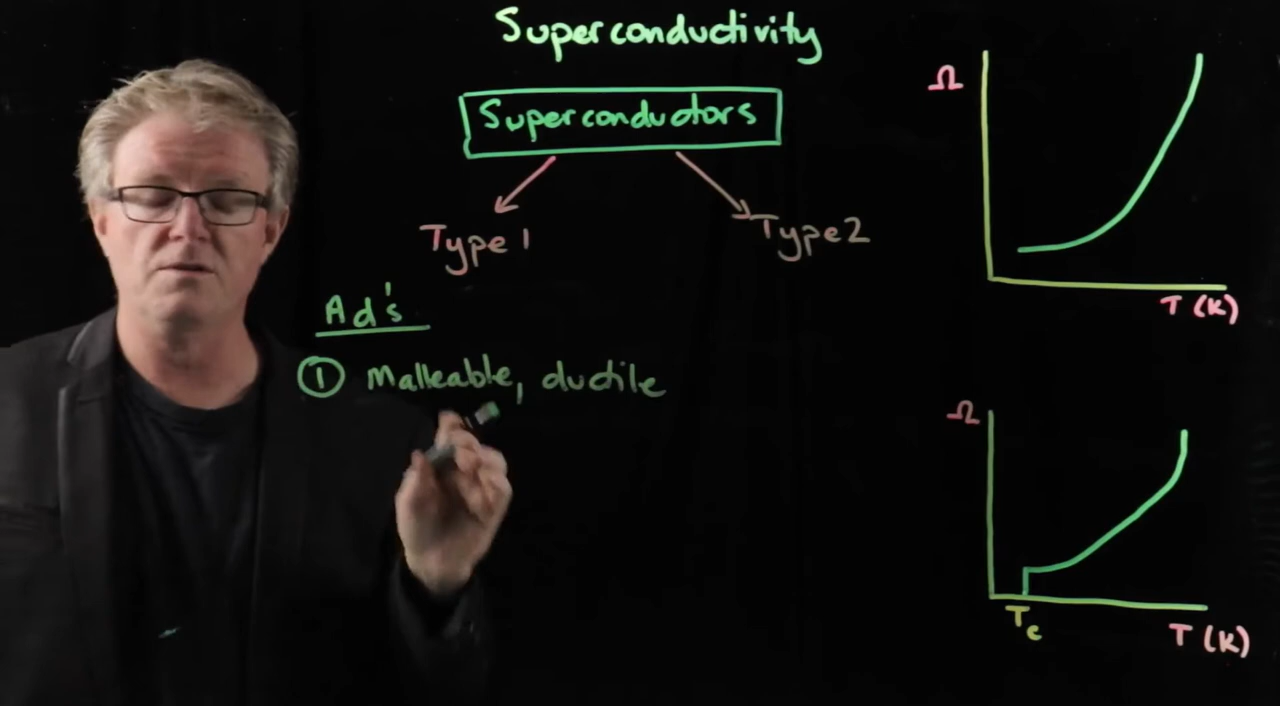 Superconductivity
Superconductors
Type 1
Type 2
Ad's
① Malleable, ductile
Ω
T (K)
Ω
Tc
T (K)